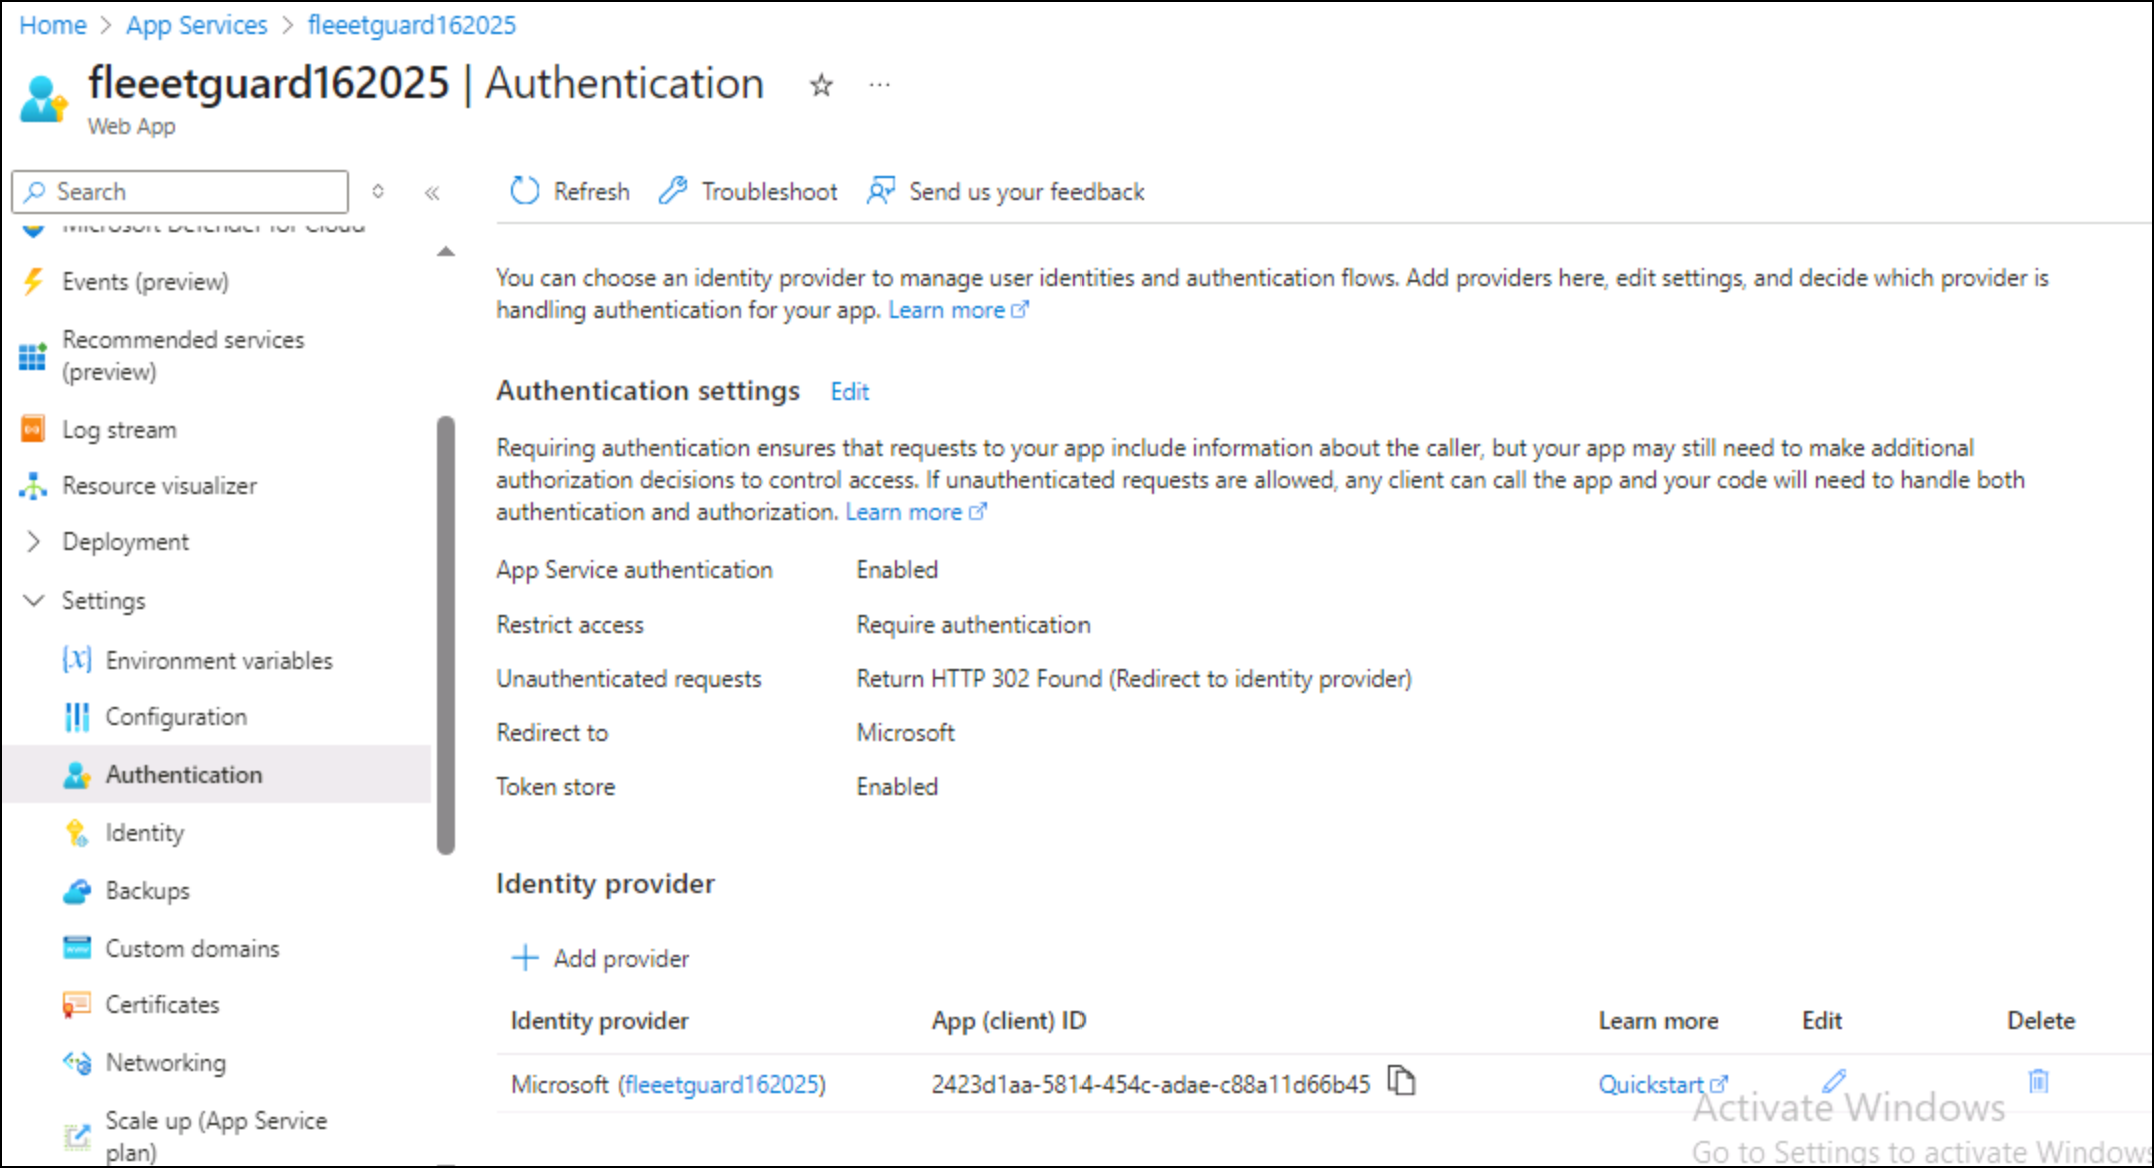 Home > App Services > fleeetguard162025
fleeetguard162025 | Authentication ☆ ...
Web App
Search
Refresh
Troubleshoot
Send us your feedback
Microsoft Defender for Cloud
Events (preview)
Recommended services
(preview)
Log stream
Resource visualizer
Deployment
Settings
Environment variables
Configuration
Authentication
Identity
Backups
Custom domains
Certificates
Networking
Scale up (App Service
plan)
You can choose an identity provider to manage user identities and authentication flows. Add providers here, edit settings, and decide which provider is
handling authentication for your app. Learn more
Authentication settings Edit
Requiring authentication ensures that requests to your app include information about the caller, but your app may still need to make additional
authorization decisions to control access. If unauthenticated requests are allowed, any client can call the app and your code will need to handle both
authentication and authorization. Learn more
App Service authentication Enabled
Restrict access Require authentication
Unauthenticated requests Return HTTP 302 Found (Redirect to identity provider)
Redirect to Microsoft
Token store Enabled
Identity provider
+ Add provider
Identity provider App (client) ID Learn more Edit Delete
Microsoft (fleeetguard162025) 2423d1aa-5814-454c-adae-c88a11d66b45 Quickstart
Activate Windows
Go to Settings to activate Windows